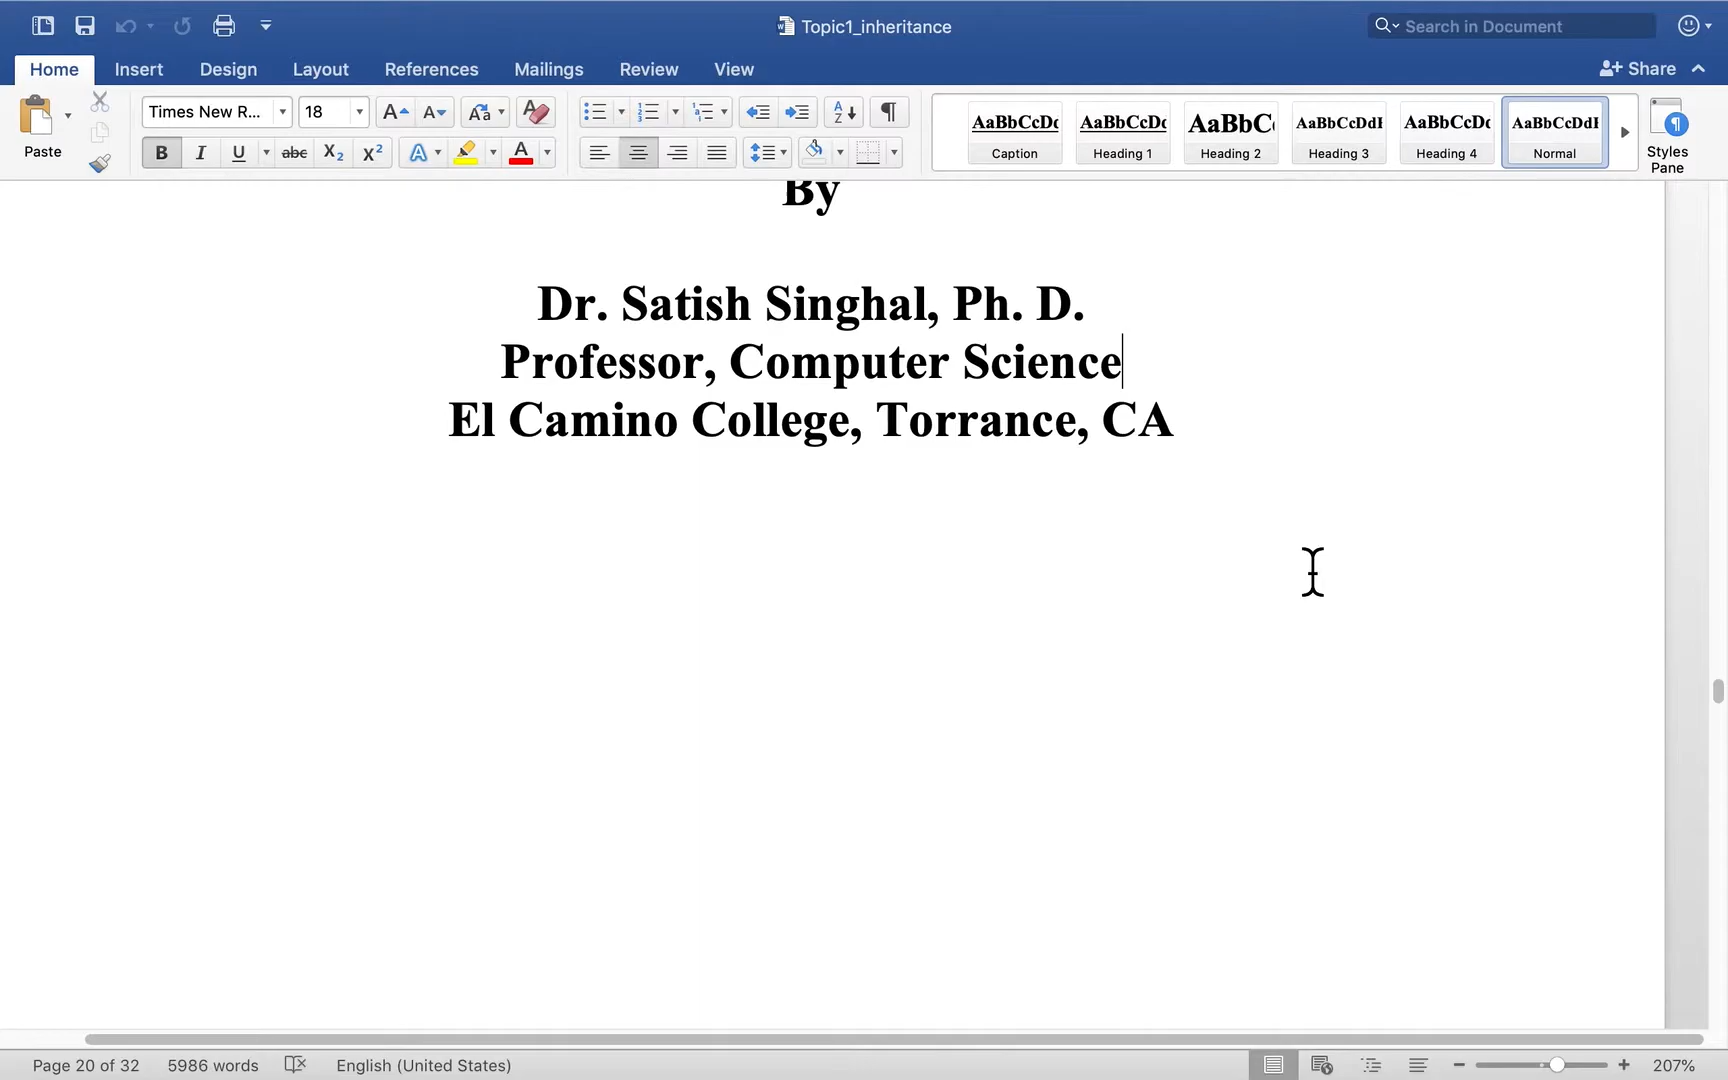 Topic1_inheritance
Search in Document
Home Insert Design Layout References Mailings Review View
Share
Paste
Times New R... 18
AaBbCcDc AaBbCcDc AaBbC AaBbCcDdE AaBbCcDc AaBbCcDdE
Caption Heading 1 Heading 2 Heading 3 Heading 4 Normal
Styles
Pane
By
Dr. Satish Singhal, Ph. D.
Professor, Computer Science
El Camino College, Torrance, CA
Page 20 of 32 5986 words English (United States) 207%